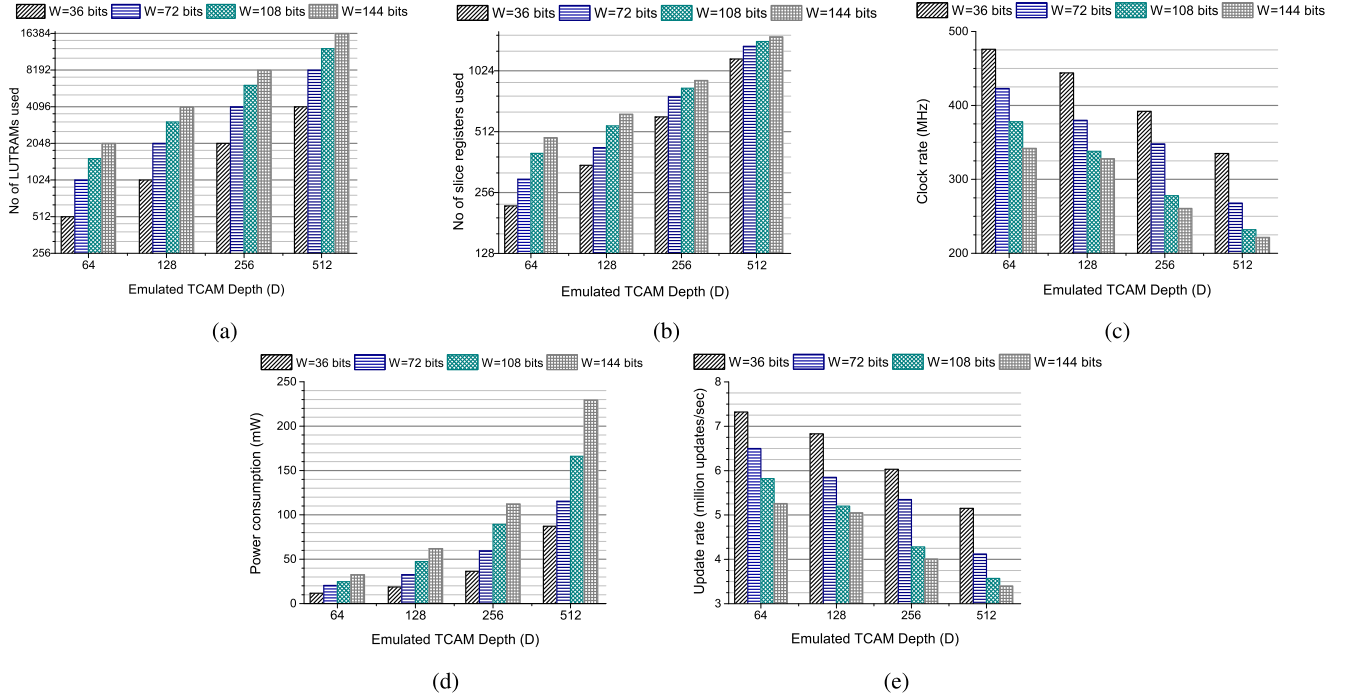 W=36 bits W=72 bits W=108 bits W=144 bits
No of LUTRAMs used
16384
8192
4096
2048
1024
512
256
64 128 256 512
Emulated TCAM Depth (D)
(a)
W=36 bits W=72 bits W=108 bits W=144 bits
No of slice registers used
1024
512
256
128
64 128 256 512
Emulated TCAM Depth (D)
(b)
W=36 bits W=72 bits W=108 bits W=144 bits
Clock rate (MHz)
500
400
300
200
64 128 256 512
Emulated TCAM Depth (D)
(c)
W=36 bits W=72 bits W=108 bits W=144 bits
Power consumption (mW)
250
200
150
100
50
0
64 128 256 512
Emulated TCAM Depth (D)
(d)
W=36 bits W=72 bits W=108 bits W=144 bits
Update rate (million updates/sec)
8
7
6
5
4
3
64 128 256 512
Emulated TCAM Depth (D)
(e)